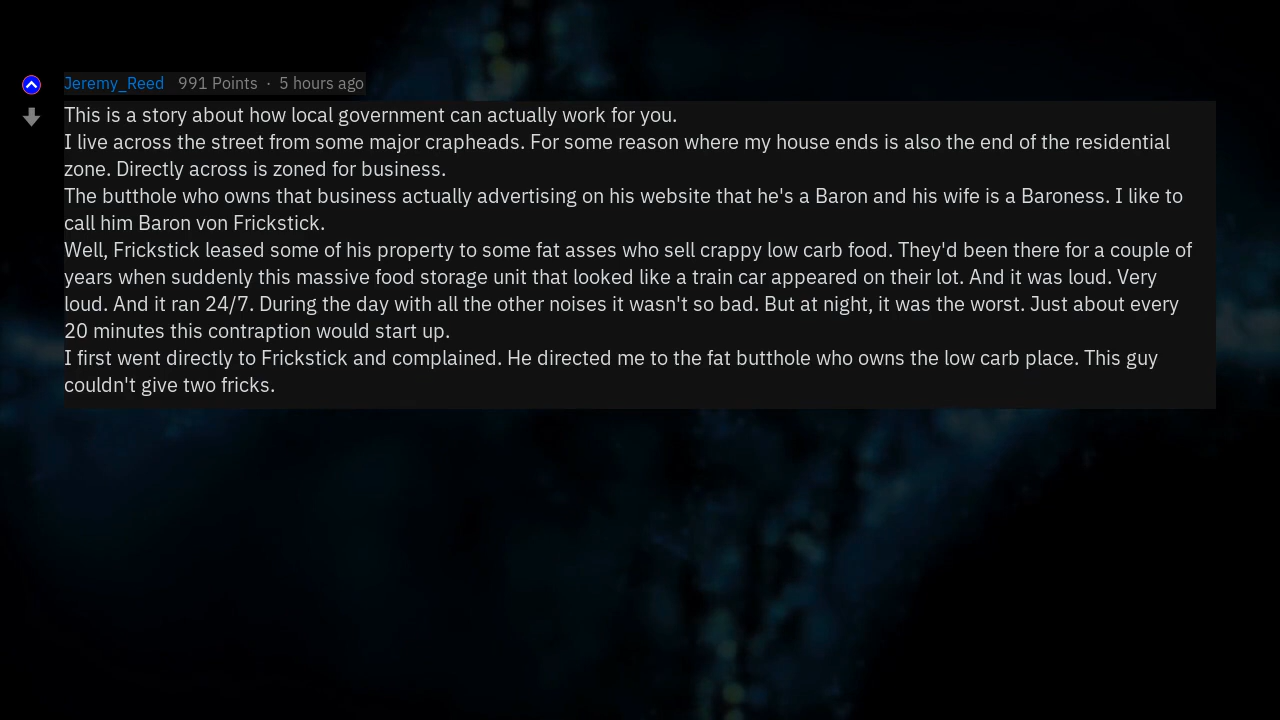 Jeremy_Reed 991 Points · 5 hours ago
This is a story about how local government can actually work for you.
I live across the street from some major crapheads. For some reason where my house ends is also the end of the residential
zone. Directly across is zoned for business.
The butthole who owns that business actually advertising on his website that he's a Baron and his wife is a Baroness. I like to
call him Baron von Frickstick.
Well, Frickstick leased some of his property to some fat asses who sell crappy low carb food. They'd been there for a couple of
years when suddenly this massive food storage unit that looked like a train car appeared on their lot. And it was loud. Very
loud. And it ran 24/7. During the day with all the other noises it wasn't so bad. But at night, it was the worst. Just about every
20 minutes this contraption would start up.
I first went directly to Frickstick and complained. He directed me to the fat butthole who owns the low carb place. This guy
couldn't give two fricks.